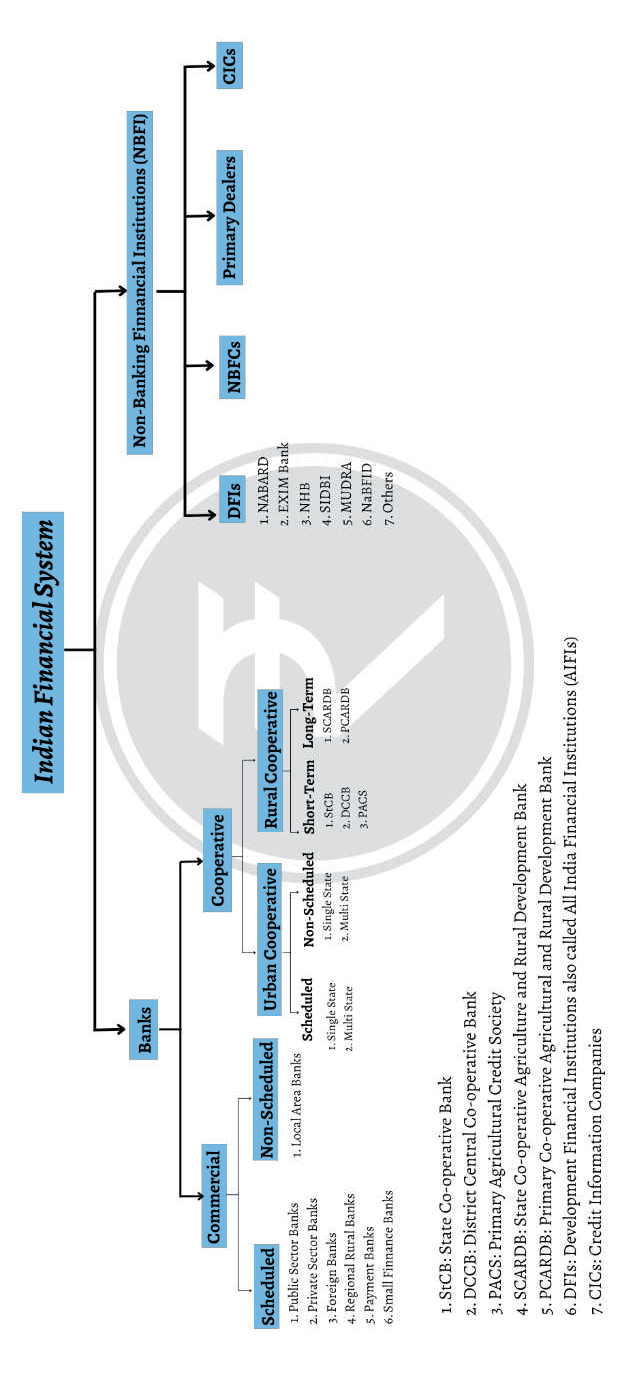 Indian Financial System
Banks
Non-Banking Finnancial Institutions (NBFI)
Commercial
Cooperative
DFIs
NBFCs
Primary Dealers
CICs
Scheduled
1. Public Sector Banks
2. Private Sector Banks
3. Foreign Banks
4. Regional Rural Banks
5. Payment Banks
6. Small Finnance Banks
Non-Scheduled
1. Local Area Banks
Urban Cooperative
Scheduled
1. Single State
2. Multi State
Non-Scheduled
1. Single State
2. Multi State
Rural Cooperative
Short-Term
1. StCB
2. DCCB
3. PACS
Long-Term
1. SCARDB
2. PCARDB
1. NABARD
2. EXIM Bank
3. NHB
4. SIDBI
5. MUDRA
6. NaBFID
7. Others
1. StCB: State Co-operative Bank
2. DCCB: District Central Co-operative Bank
3. PACS: Primary Agricultural Credit Society
4. SCARDB: State Co-operative Agriculture and Rural Development Bank
5. PCARDB: Primary Co-operative Agricultural and Rural Development Bank
6. DFIs: Development Financial Institutions also called All India Financial Institutions (AIFIs)
7. CICs: Credit Information Companies